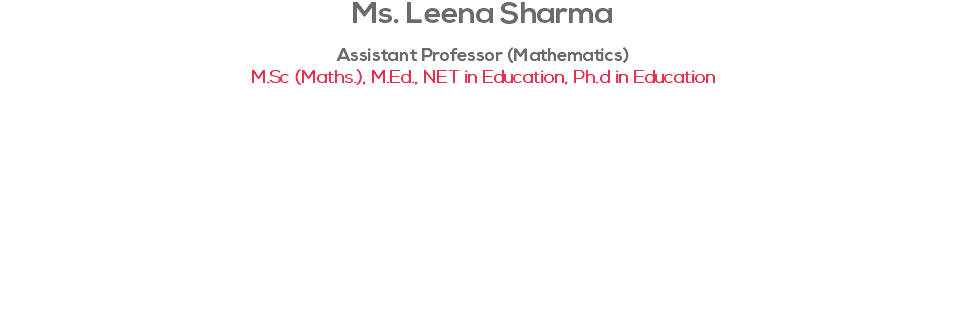 Ms. Leena Sharma
Assistant Professor (Mathematics)
M.Sc (Maths.), M.Ed., NET in Education, Ph.d in Education